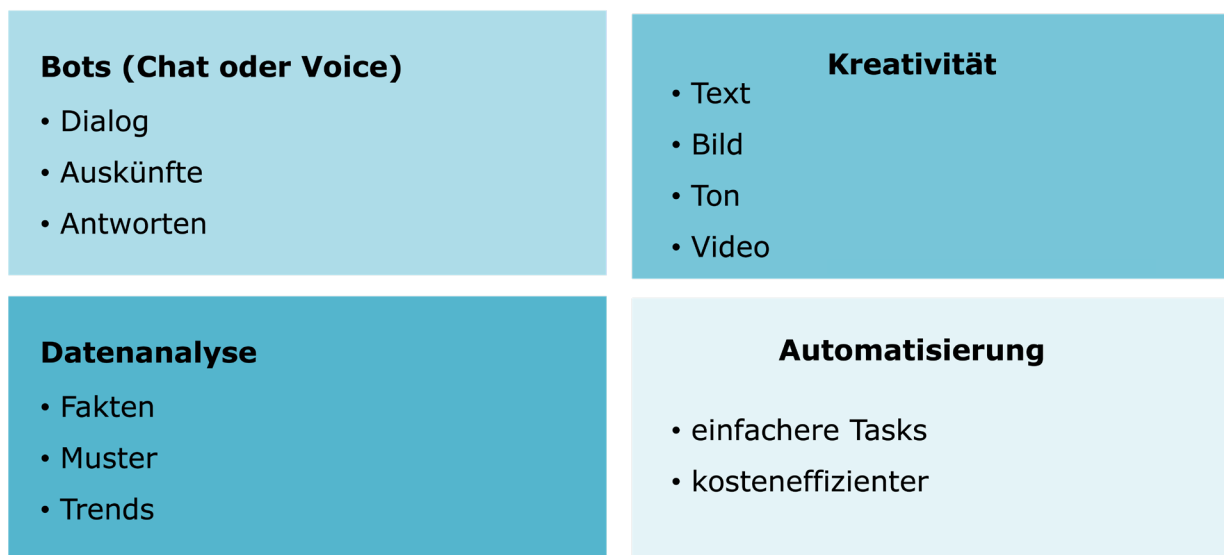 Bots (Chat oder Voice)
• Dialog
• Auskünfte
• Antworten
Kreativität
• Text
• Bild
• Ton
• Video
Datenanalyse
• Fakten
• Muster
• Trends
Automatisierung
• einfachere Tasks
• kosteneffizienter